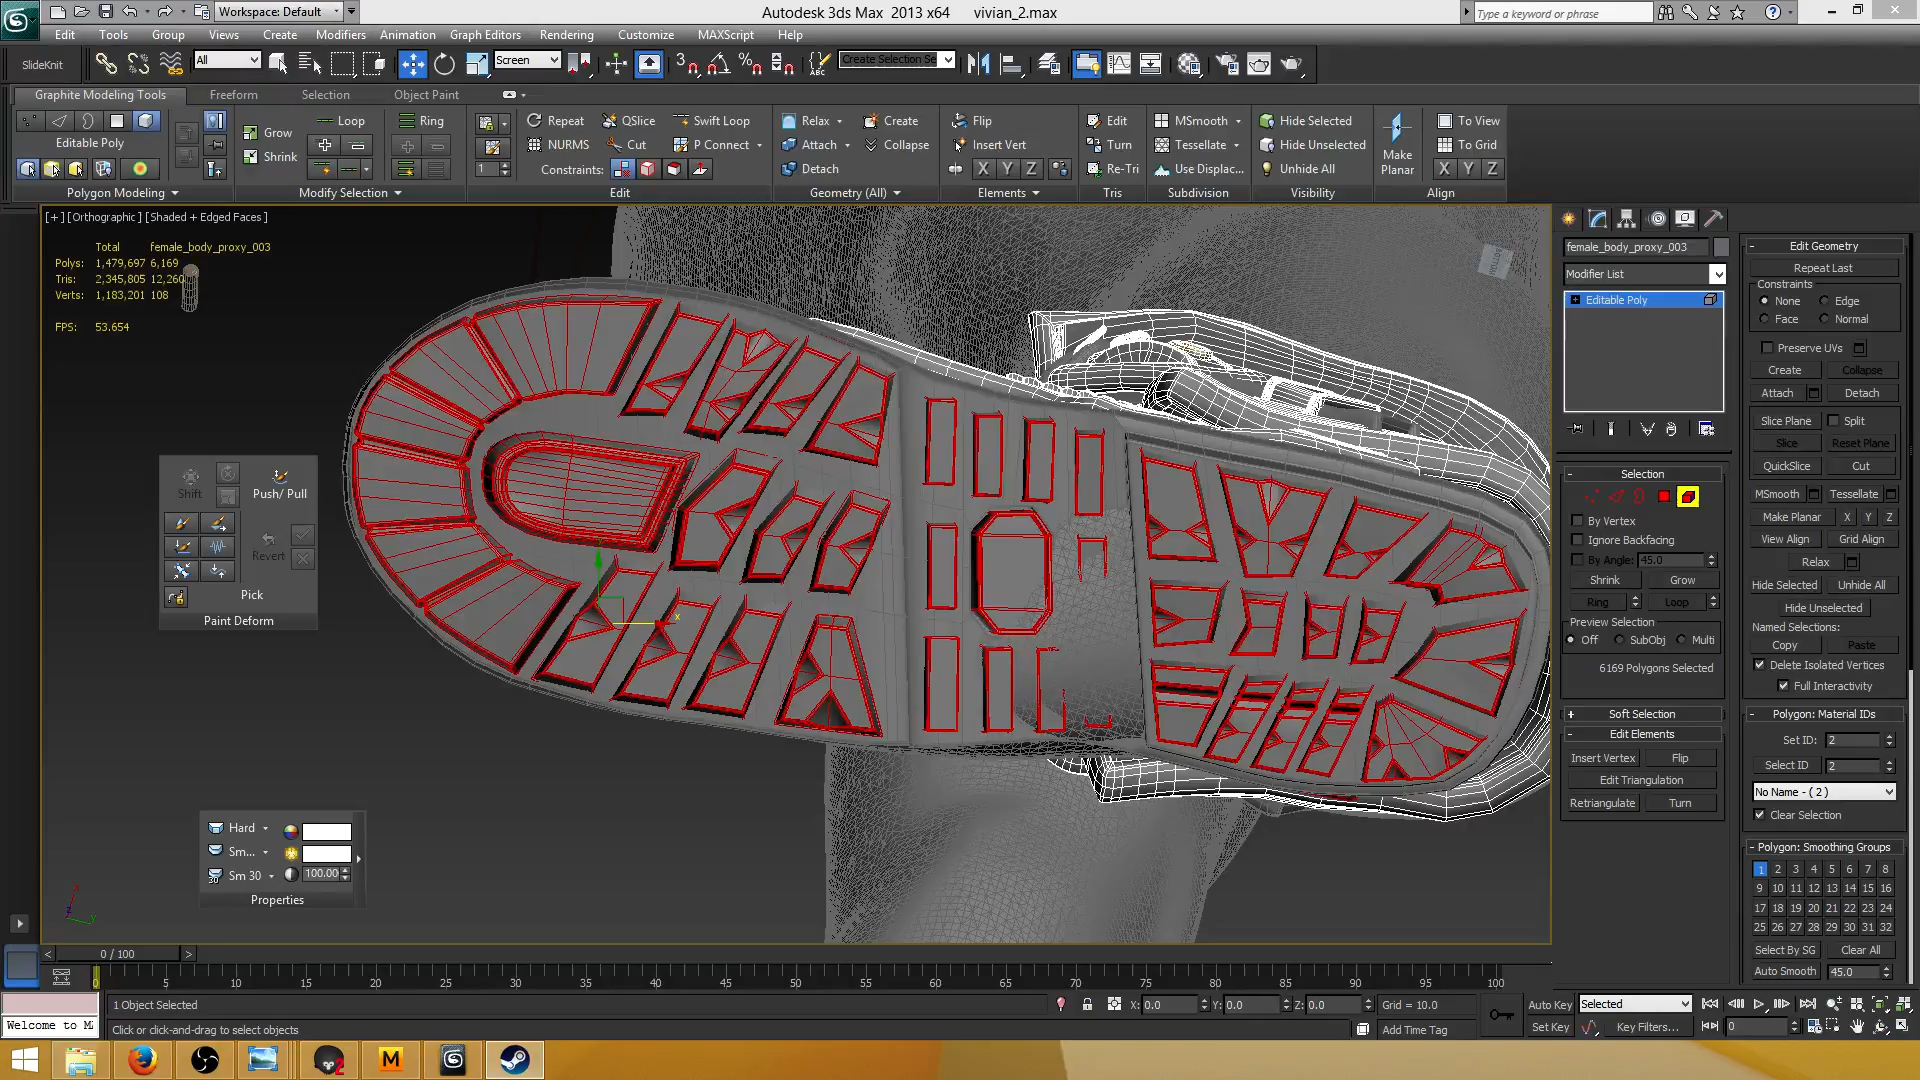 Workspace: Default
Autodesk 3ds Max 2013 x64 vivian_2.max
Type a keyword or phrase
Edit Tools Group Views Create Modifiers Animation Graph Editors Rendering Customize MAXScript Help
SlideKnit
All
Screen
Create Selection Se
Graphite Modeling Tools Freeform Selection Object Paint
Loop Ring Repeat QSlice Swift Loop Relax Create Flip Edit MSmooth Hide Selected To View
Grow
Editable Poly NURMS Cut P Connect Attach Collapse Insert Vert Turn Tessellate Hide Unselected Make Planar To Grid
Shrink
1 Constraints: Detach X Y Z Re-Tri Use Displac... Unhide All X Y Z
Polygon Modeling Modify Selection Edit Geometry (All) Elements Tris Subdivision Visibility Align
[+] [Orthographic] [Shaded + Edged Faces]
Total female_body_proxy_003
Polys: 1,479,697 6,169
Tris: 2,345,805 12,260
Verts: 1,183,201 108
FPS: 53.654
Shift Push/ Pull
Revert
Pick
Paint Deform
x
Hard
Sm...
Sm 30 100.00
Properties
female_body_proxy_003
Modifier List
Editable Poly
Selection
By Vertex
Ignore Backfacing
By Angle: 45.0
Shrink Grow
Ring Loop
Preview Selection
Off SubObj Multi
6169 Polygons Selected
Soft Selection
Edit Elements
Insert Vertex Flip
Edit Triangulation
Retriangulate Turn
Edit Geometry
Repeat Last
Constraints
None Edge
Face Normal
Preserve UVs
Create Collapse
Attach Detach
Slice Plane Split
Slice Reset Plane
QuickSlice Cut
MSmooth Tessellate
Make Planar X Y Z
View Align Grid Align
Relax
Hide Selected Unhide All
Hide Unselected
Named Selections:
Copy Paste
Delete Isolated Vertices
Full Interactivity
Polygon: Material IDs
Set ID: 2
Select ID 2
No Name - ( 2 )
Clear Selection
Polygon: Smoothing Groups
1 2 3 4 5 6 7 8
9 10 11 12 13 14 15 16
17 18 19 20 21 22 23 24
25 26 27 28 29 30 31 32
Select By SG Clear All
Auto Smooth 45.0
< 0 / 100 >
0 5 10 15 20 25 30 35 40 45 50 55 60 65 70 75 80 85 90 95 100
1 Object Selected X: 0.0 Y: 0.0 Z: 0.0 Grid = 10.0 Auto Key Selected
Welcome to M Click or click-and-drag to select objects Add Time Tag Set Key Key Filters... 0